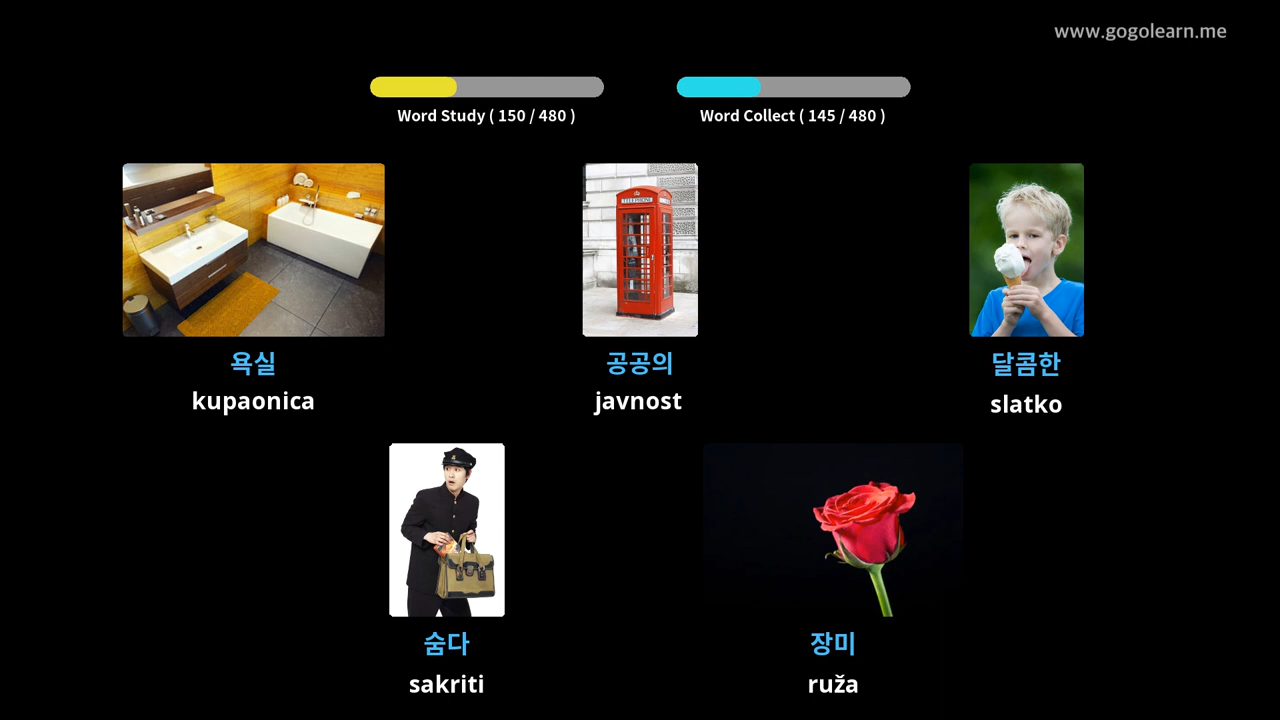 www.gogolearn.me
Word Study ( 150 / 480 )
Word Collect ( 145 / 480 )
TELEPHONE
욕실
kupaonica
공공의
javnost
달콤한
slatko
숨다
sakriti
장미
ruža